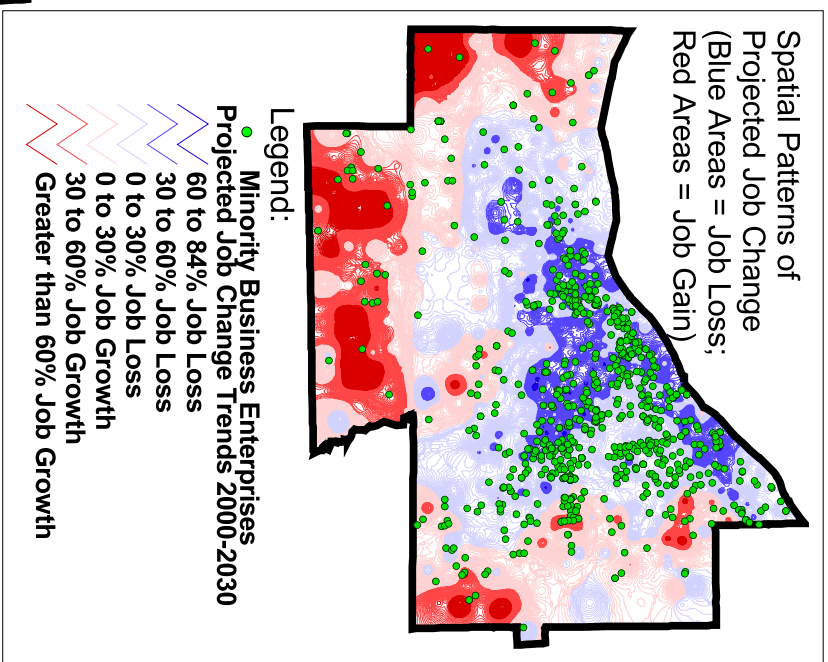 Spatial Patterns of
Projected Job Change
(Blue Areas = Job Loss;
Red Areas = Job Gain)
Legend:
Minority Business Enterprises
Projected Job Change Trends 2000-2030
60 to 84% Job Loss
30 to 60% Job Loss
0 to 30% Job Loss
0 to 30% Job Growth
30 to 60% Job Growth
Greater than 60% Job Growth